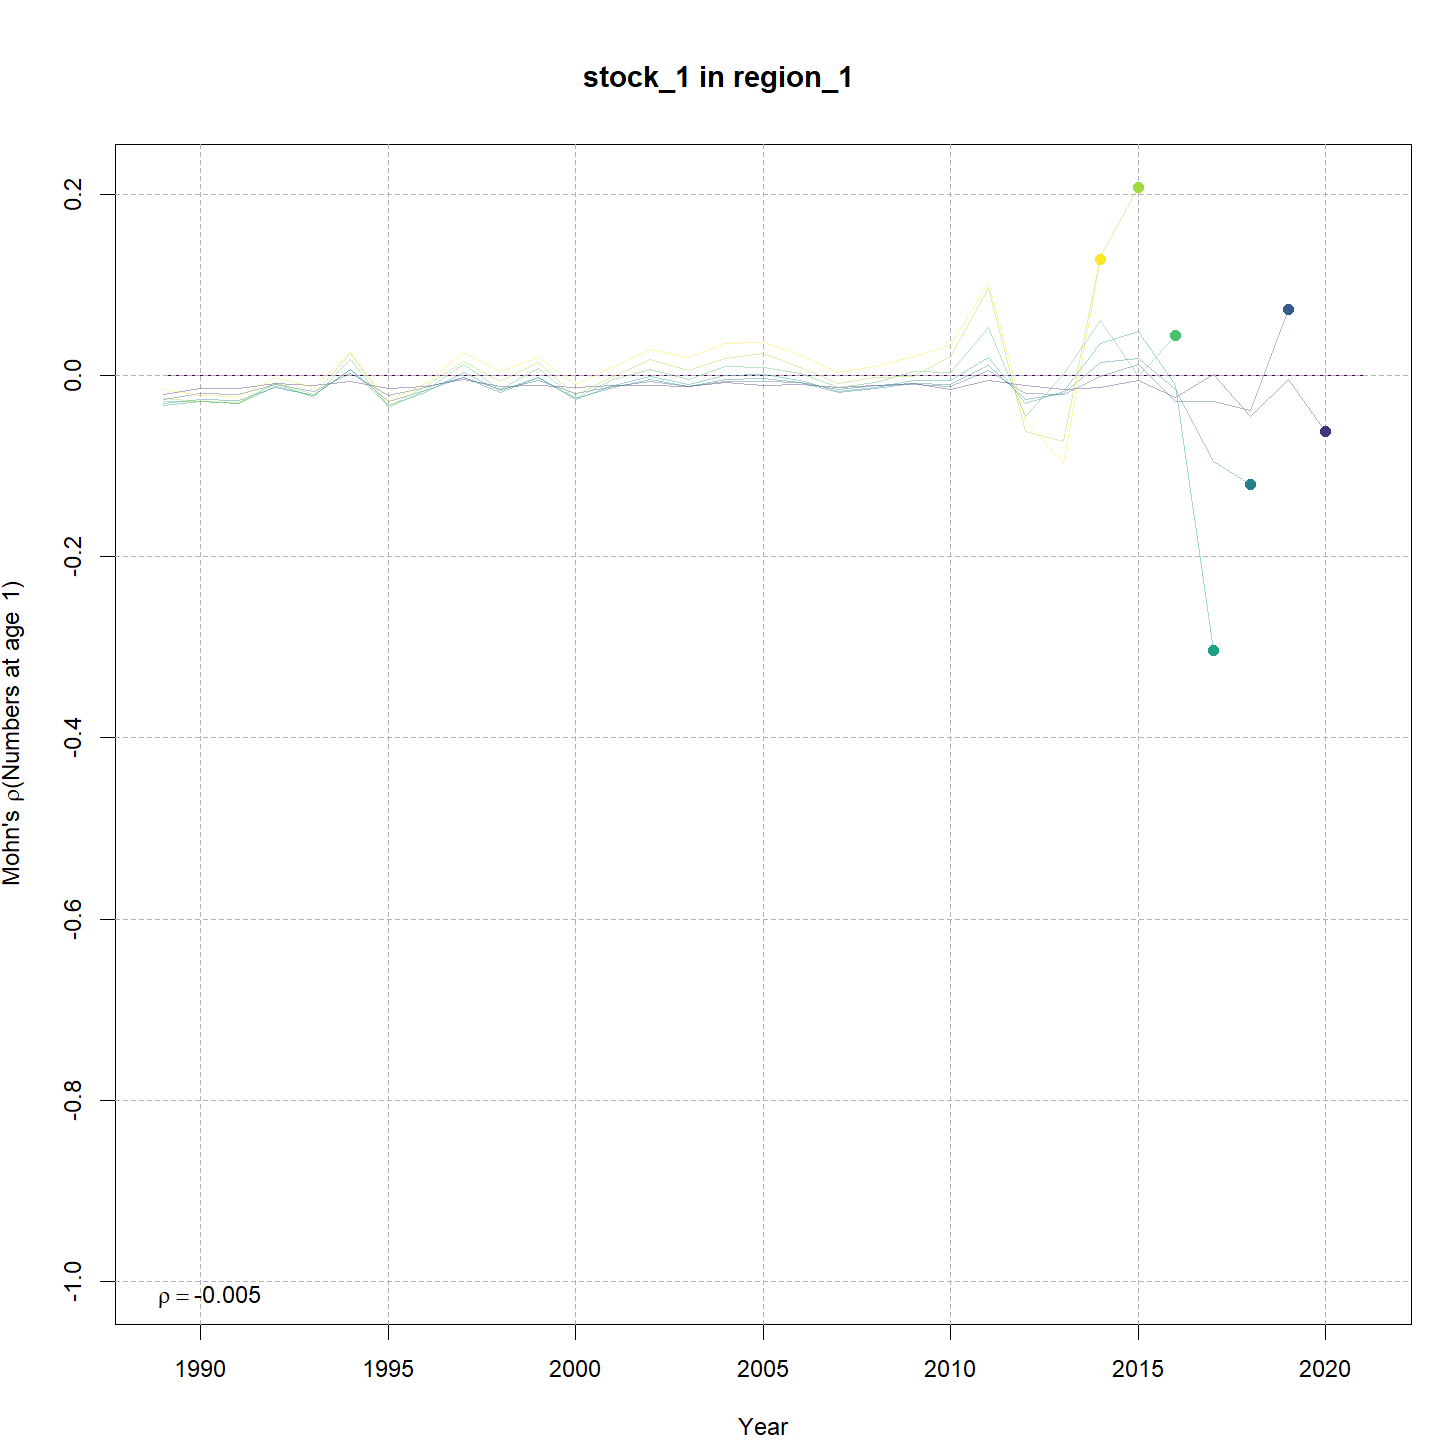 stock_1 in region_1
Mohn's ρ(Numbers at age 1)
0.2
0.0
-0.2
-0.4
-0.6
-0.8
-1.0
ρ = -0.005
1990 1995 2000 2005 2010 2015 2020
Year